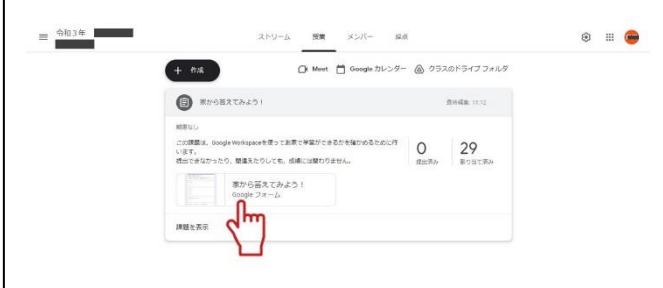 令和3年
ストリーム 授業 メンバー 採点
+ 作成
Meet Google カレンダー クラスのドライブ フォルダ
家から答えてみよう!
最終編集: 11:12
期限なし
この課題は、Google Workspaceを使ってお家で学習ができるかを確かめるために行
います。
提出できなかったり、間違えたりしても、成績には関わりません。
0
提出済み
29
割り当て済み
家から答えてみよう!
Google フォーム
課題を表示